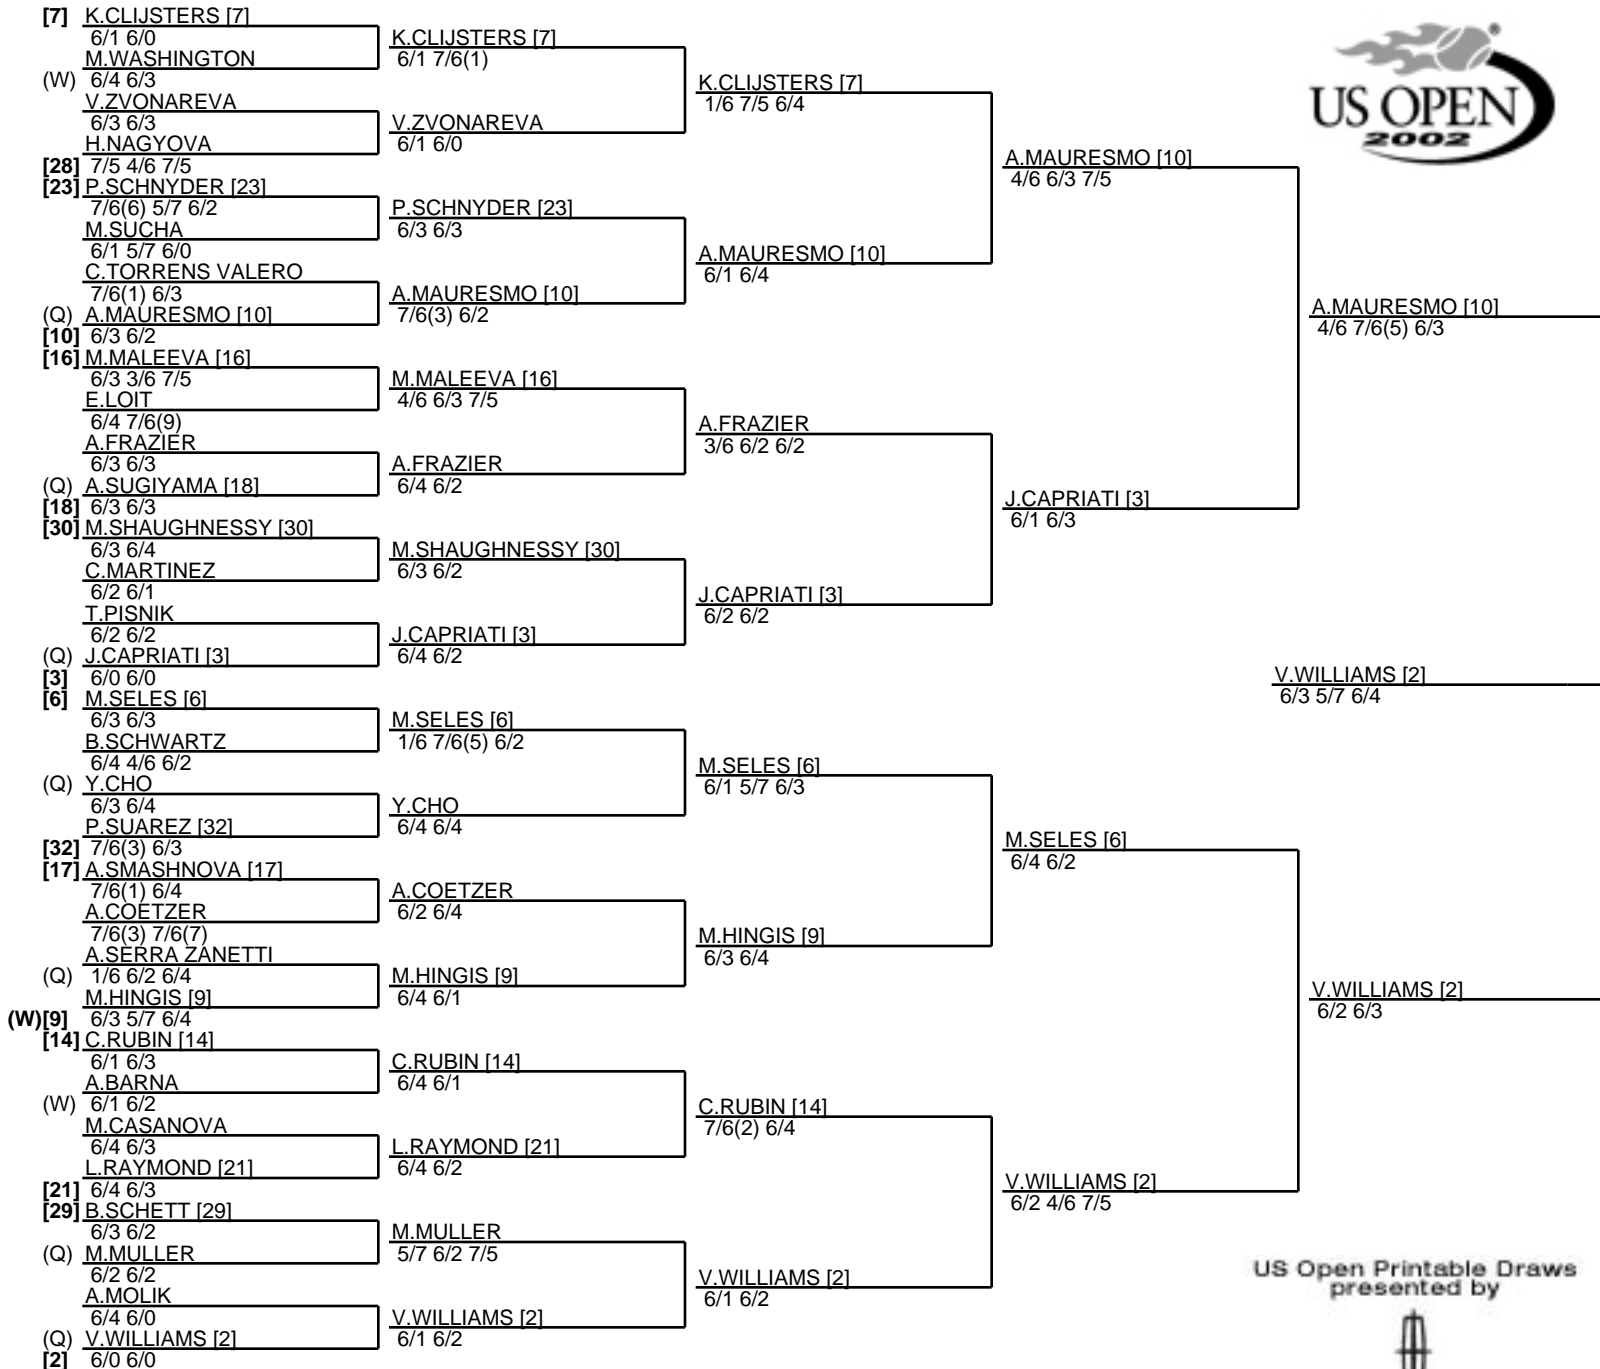 [7] K.CLIJSTERS [7]
6/1 6/0
M.WASHINGTON
(W) 6/4 6/3
V.ZVONAREVA
6/3 6/3
H.NAGYOVA
[28] 7/5 4/6 7/5
[23] P.SCHNYDER [23]
7/6(6) 5/7 6/2
M.SUCHA
6/1 5/7 6/0
C.TORRENS VALERO
7/6(1) 6/3
(Q) A.MAURESMO [10]
[10] 6/3 6/2
[16] M.MALEEVA [16]
6/3 3/6 7/5
E.LOIT
6/4 7/6(9)
A.FRAZIER
6/3 6/3
(Q) A.SUGIYAMA [18]
[18] 6/3 6/3
[30] M.SHAUGHNESSY [30]
6/3 6/4
C.MARTINEZ
6/2 6/1
T.PISNIK
6/2 6/2
(Q) J.CAPRIATI [3]
[3] 6/0 6/0
[6] M.SELES [6]
6/3 6/3
B.SCHWARTZ
6/4 4/6 6/2
(Q) Y.CHO
6/3 6/4
P.SUAREZ [32]
[32] 7/6(3) 6/3
[17] A.SMASHNOVA [17]
7/6(1) 6/4
A.COETZER
7/6(3) 7/6(7)
A.SERRA ZANETTI
(Q) 1/6 6/2 6/4
M.HINGIS [9]
(W)[9] 6/3 5/7 6/4
[14] C.RUBIN [14]
6/1 6/3
A.BARNA
(W) 6/1 6/2
M.CASANOVA
6/4 6/3
L.RAYMOND [21]
[21] 6/4 6/3
[29] B.SCHETT [29]
6/3 6/2
(Q) M.MULLER
6/2 6/2
A.MOLIK
6/4 6/0
(Q) V.WILLIAMS [2]
[2] 6/0 6/0
K.CLIJSTERS [7]
6/1 7/6(1)
V.ZVONAREVA
6/1 6/0
P.SCHNYDER [23]
6/3 6/3
A.MAURESMO [10]
7/6(3) 6/2
M.MALEEVA [16]
4/6 6/3 7/5
A.FRAZIER
6/4 6/2
M.SHAUGHNESSY [30]
6/3 6/2
J.CAPRIATI [3]
6/4 6/2
M.SELES [6]
1/6 7/6(5) 6/2
Y.CHO
6/4 6/4
A.COETZER
6/2 6/4
M.HINGIS [9]
6/4 6/1
C.RUBIN [14]
6/4 6/1
L.RAYMOND [21]
6/4 6/2
M.MULLER
5/7 6/2 7/5
V.WILLIAMS [2]
6/1 6/2
K.CLIJSTERS [7]
1/6 7/5 6/4
A.MAURESMO [10]
6/1 6/4
A.FRAZIER
3/6 6/2 6/2
J.CAPRIATI [3]
6/2 6/2
M.SELES [6]
6/1 5/7 6/3
M.HINGIS [9]
6/3 6/4
C.RUBIN [14]
7/6(2) 6/4
V.WILLIAMS [2]
6/1 6/2
A.MAURESMO [10]
4/6 6/3 7/5
J.CAPRIATI [3]
6/1 6/3
M.SELES [6]
6/4 6/2
V.WILLIAMS [2]
6/2 4/6 7/5
US OPEN®
2002
A.MAURESMO [10]
4/6 7/6(5) 6/3
V.WILLIAMS [2]
6/3 5/7 6/4
V.WILLIAMS [2]
6/2 6/3
US Open Printable Draws
presented by